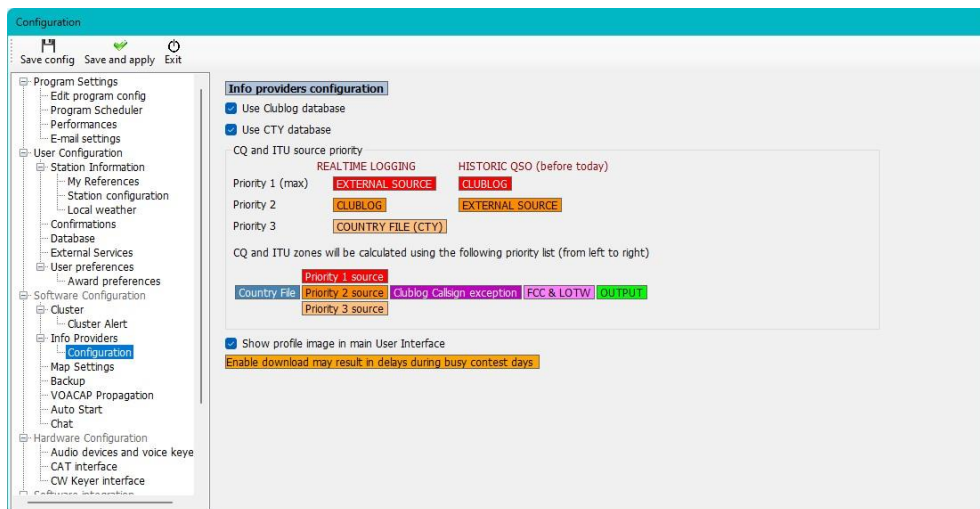 Configuration
Save config Save and apply Exit
Program Settings
Edit program config
Program Scheduler
Performances
E-mail settings
User Configuration
Station Information
My References
Station configuration
Local weather
Confirmations
Database
External Services
User preferences
Award preferences
Software Configuration
Cluster
Cluster Alert
Info Providers
Configuration
Map Settings
Backup
VOACAP Propagation
Auto Start
Chat
Hardware Configuration
Audio devices and voice keye
CAT interface
CW Keyer interface
Software integration
Info providers configuration
Use Clublog database
Use CTY database
CQ and ITU source priority
REALTIME LOGGING HISTORIC QSO (before today)
Priority 1 (max) EXTERNAL SOURCE CLUBLOG
Priority 2 CLUBLOG EXTERNAL SOURCE
Priority 3 COUNTRY FILE (CTY)
CQ and ITU zones will be calculated using the following priority list (from left to right)
Priority 1 source
Country File Priority 2 source Clublog Callsign exception FCC & LOTW OUTPUT
Priority 3 source
Show profile image in main User Interface
Enable download may result in delays during busy contest days